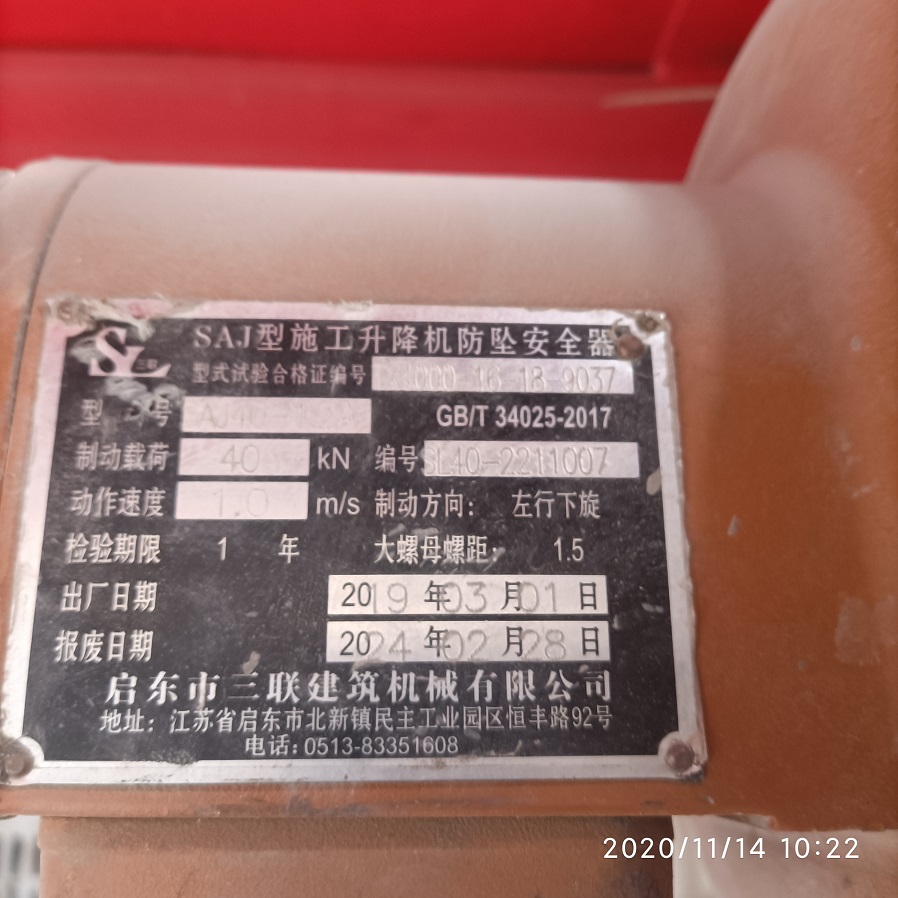 SL 三联
SAJ型施工升降机防坠安全器
型式试验合格证编号 000-16-18-9037
型号 GB/T 34025-2017
制动载荷 40 kN 编号 SL40-2211007
动作速度 1.0 m/s 制动方向: 左行下旋
检验期限 1 年 大螺母螺距: 1.5
出厂日期 2019年03月01日
报废日期 2024年02月28日
启东市三联建筑机械有限公司
地址: 江苏省启东市北新镇民主工业园区恒丰路92号
电话: 0513-83351608
2020/11/14 10:22